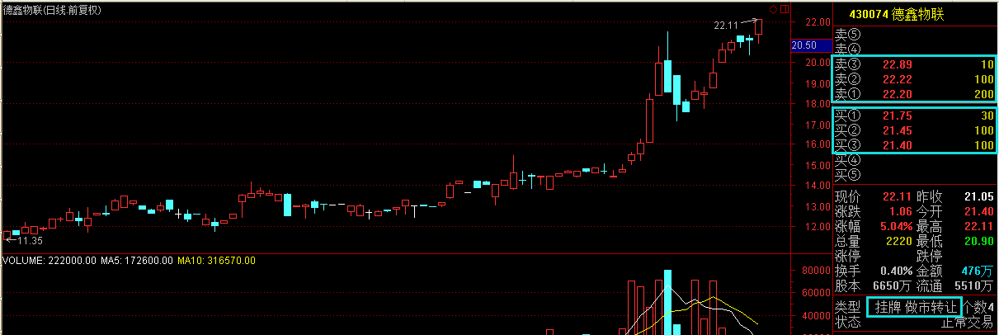 德鑫物联(日线.前复权)
22.11
11.35
22.00
20.50
20.00
19.00
18.00
17.00
16.00
15.00
14.00
13.00
12.00
VOLUME: 222000.00 MA5: 172600.00 MA10: 316570.00
80000
60000
40000
430074 德鑫物联
卖⑤
卖④
卖③ 22.89 10
卖② 22.22 100
卖① 22.20 200
买① 21.75 30
买② 21.45 100
买③ 21.40 100
买④
买⑤
现价 22.11 昨收 21.05
涨跌 1.06 今开 21.40
涨幅 5.04% 最高 22.11
总量 2220 最低 20.90
涨停 跌停
换手 0.40% 金额 476万
股本 6650万 流通 5510万
类型 挂牌 做市转让 个数4
状态 正常交易